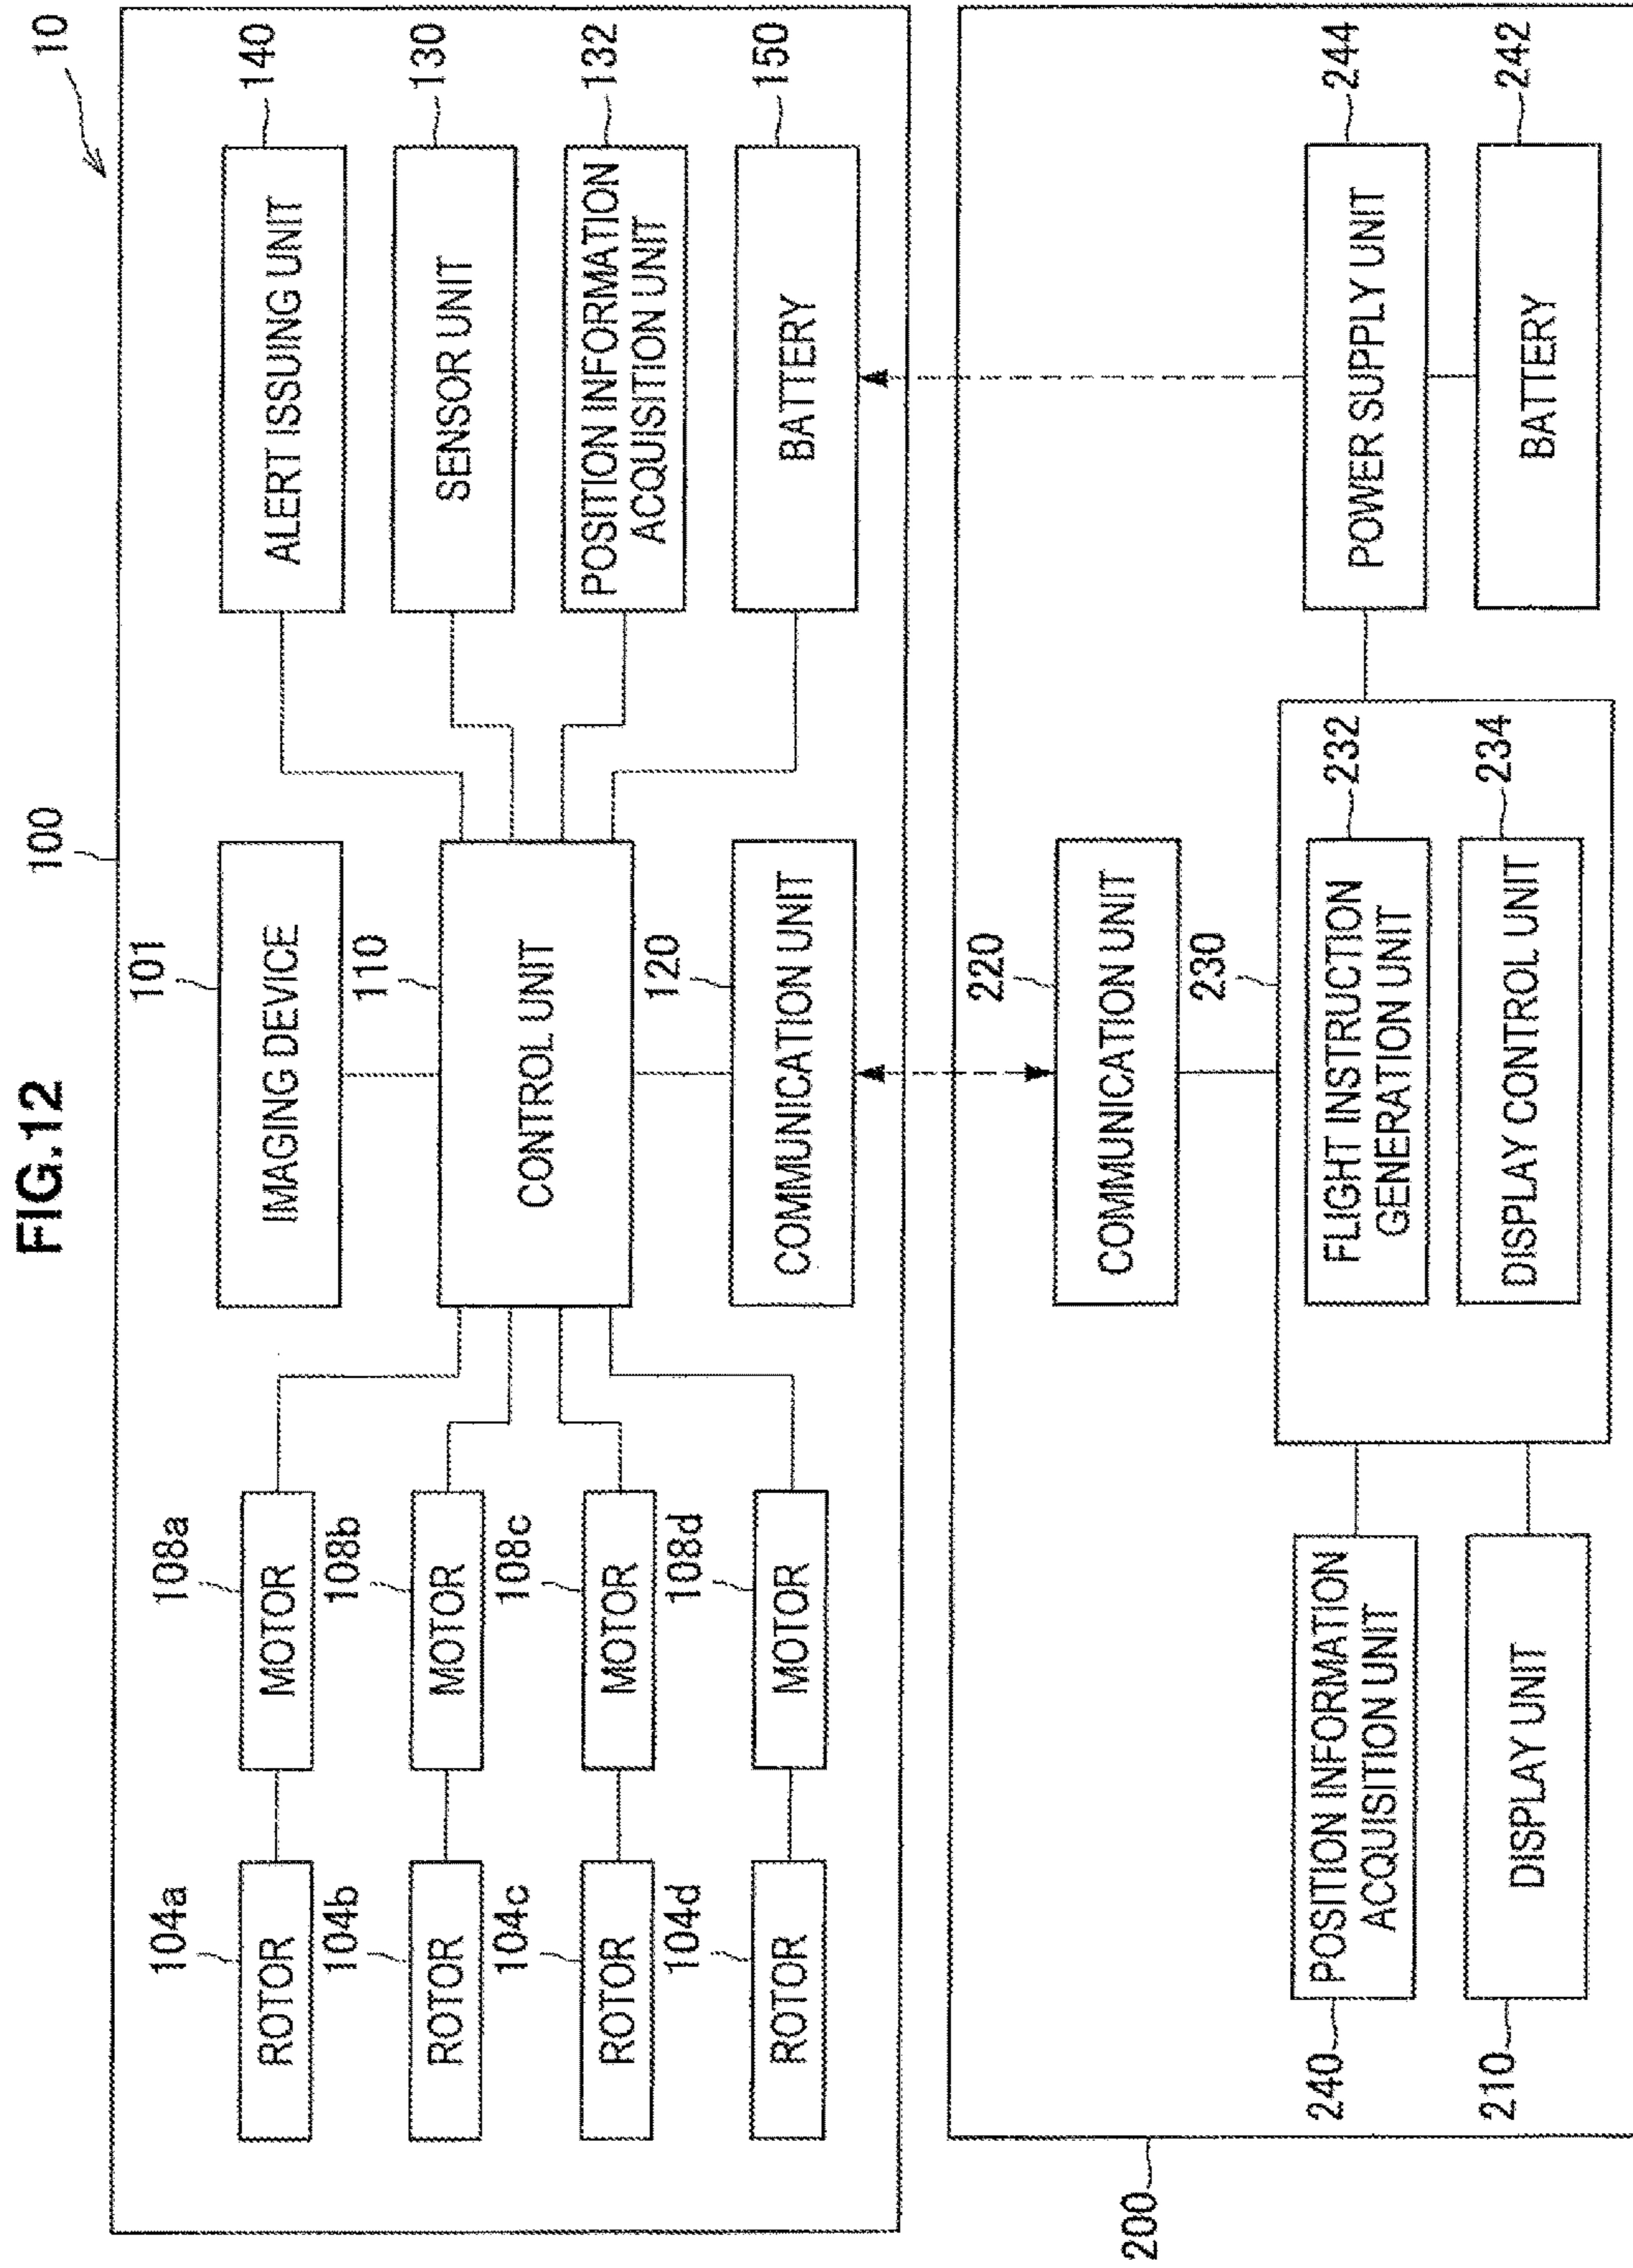 FIG.12
10
100
101
IMAGING DEVICE
140
ALERT ISSUING UNIT
104a
ROTOR
108a
MOTOR
110
CONTROL UNIT
130
SENSOR UNIT
104b
ROTOR
108b
MOTOR
132
POSITION INFORMATION
ACQUISITION UNIT
104c
ROTOR
108c
MOTOR
120
COMMUNICATION UNIT
150
BATTERY
104d
ROTOR
108d
MOTOR
200
220
COMMUNICATION UNIT
230
240
POSITION INFORMATION
ACQUISITION UNIT
232
FLIGHT INSTRUCTION
GENERATION UNIT
244
POWER SUPPLY UNIT
210
DISPLAY UNIT
234
DISPLAY CONTROL UNIT
242
BATTERY